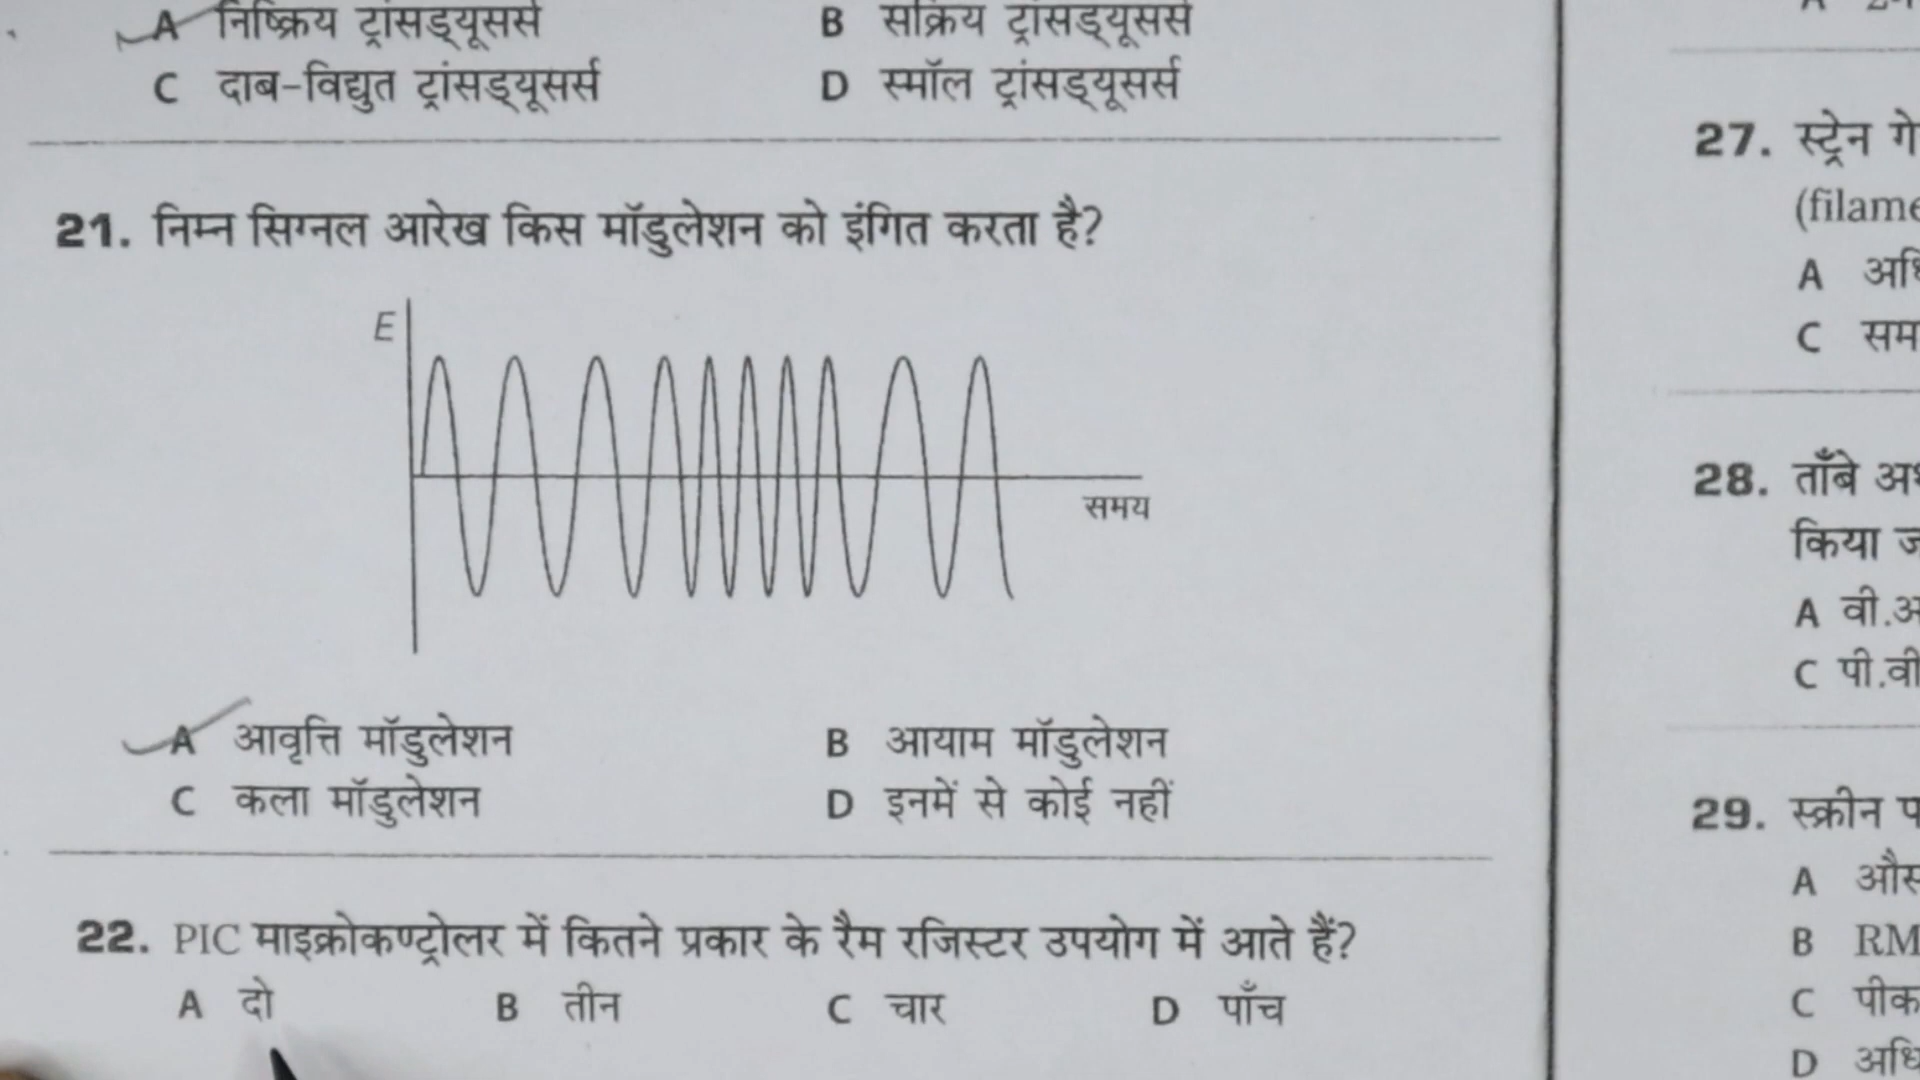 A निष्क्रिय ट्रांसड्यूसर्स B सक्रिय ट्रांसड्यूसर्स
C दाब-विद्युत ट्रांसड्यूसर्स D स्मॉल ट्रांसड्यूसर्स
21. निम्न सिग्नल आरेख किस मॉडुलेशन को इंगित करता है?
E
समय
A आवृत्ति मॉडुलेशन B आयाम मॉडुलेशन
C कला मॉडुलेशन D इनमें से कोई नहीं
22. PIC माइक्रोकण्ट्रोलर में कितने प्रकार के रैम रजिस्टर उपयोग में आते हैं?
A दो B तीन C चार D पाँच
27. स्ट्रेन
A
C
28. ताँबे
किया
A
C
29. स्क्रीन
A
B
C
D